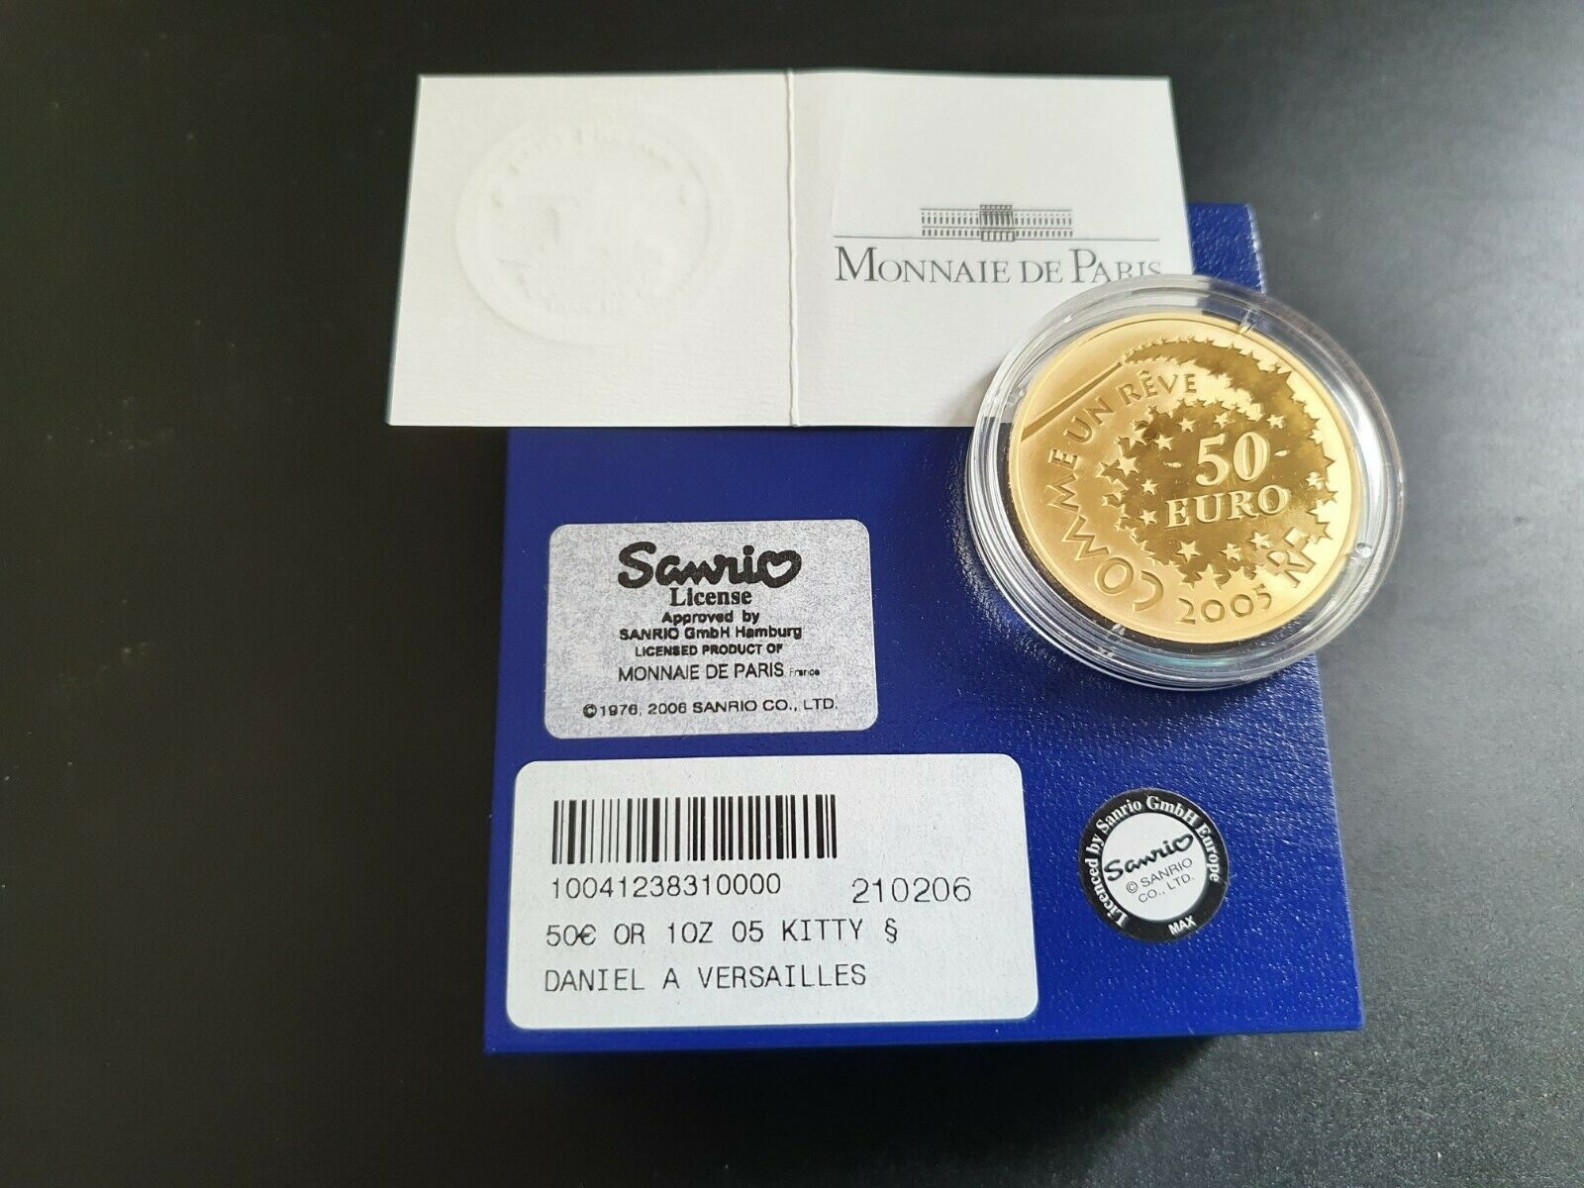 MONNAIE DE PARIS
COMME UN RÊVE
50
EURO
2005 RF
Sanrio
License
Approved by
SANRIO GmbH Hamburg
LICENSED PRODUCT OF
MONNAIE DE PARIS France
©1976, 2006 SANRIO CO., LTD.
10041238310000 210206
50€ OR 1OZ 05 KITTY §
DANIEL A VERSAILLES
Licenced by Sanrio GmbH Europe
Sanrio
© SANRIO
CO., LTD.
MAX